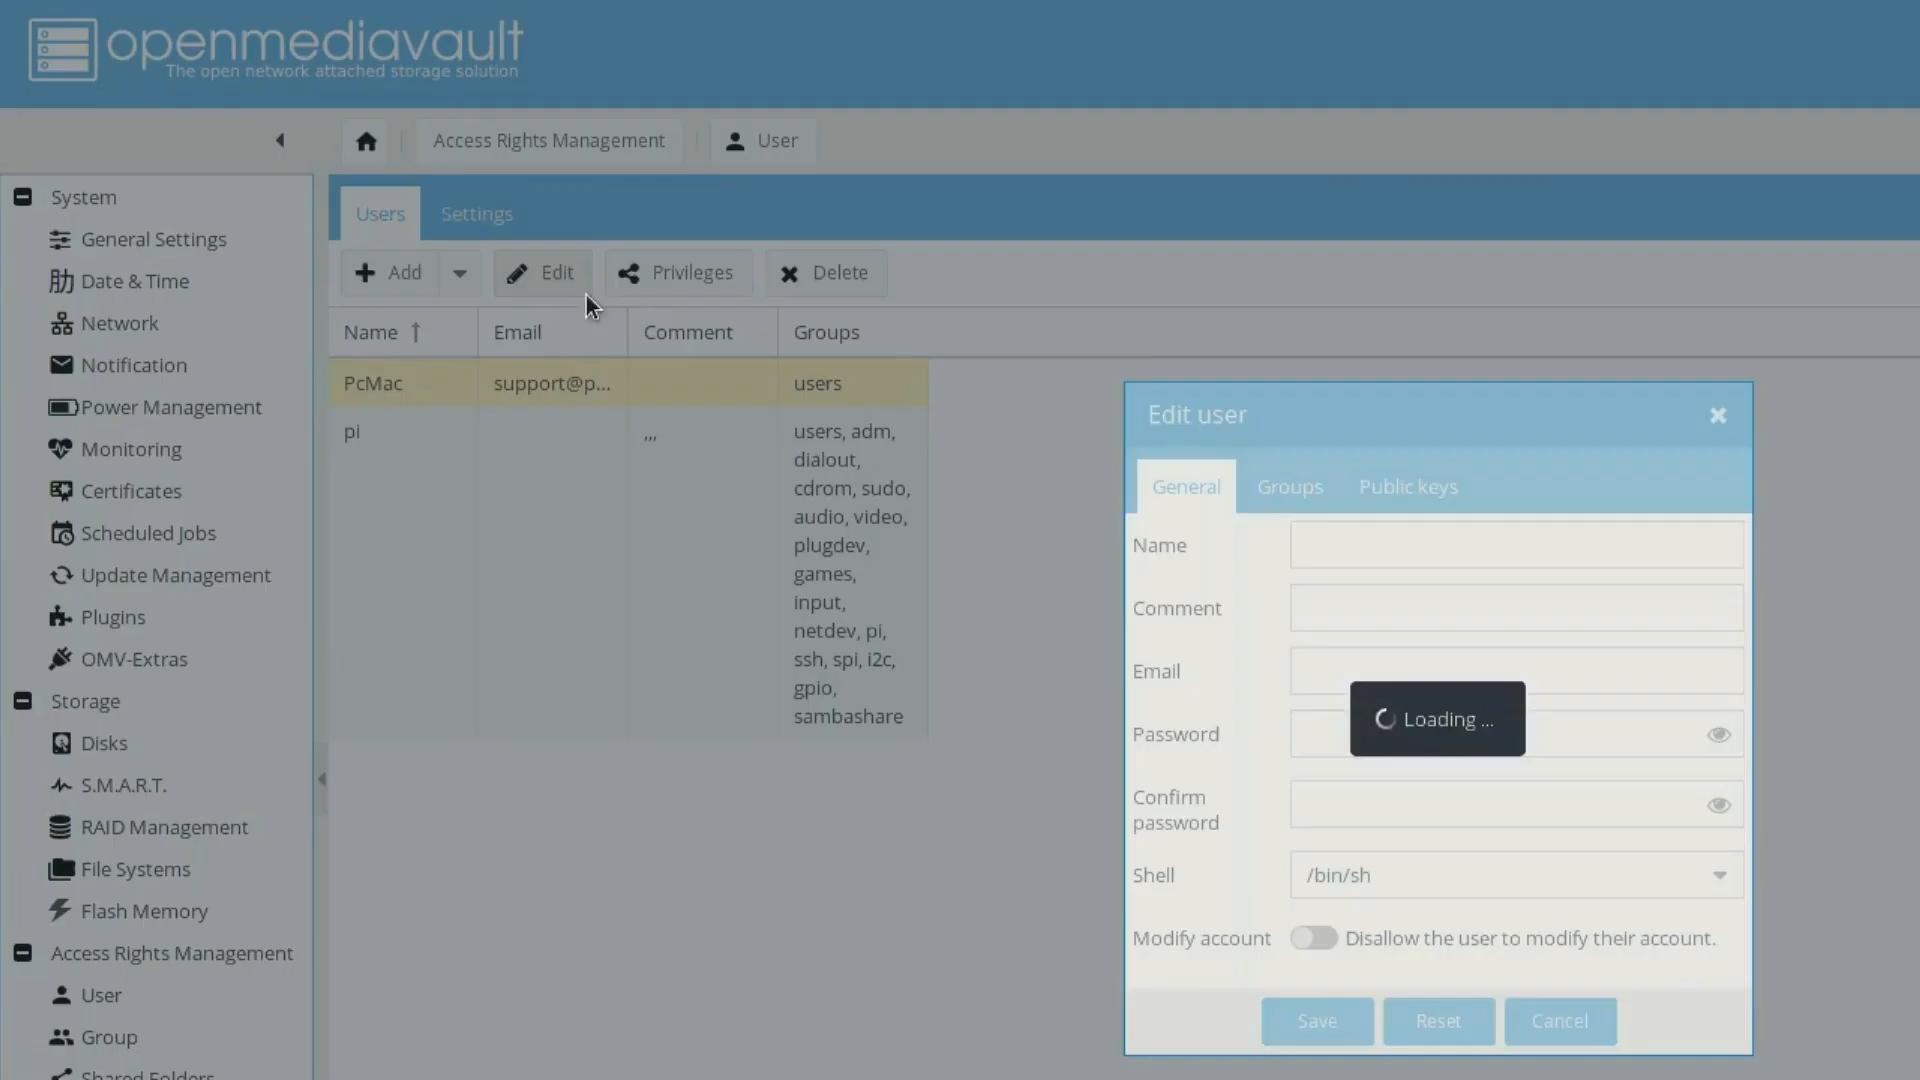 openmediavault
The open network attached storage solution
Access Rights Management
User
System
General Settings
Date & Time
Network
Notification
Power Management
Monitoring
Certificates
Scheduled Jobs
Update Management
Plugins
OMV-Extras
Storage
Disks
S.M.A.R.T.
RAID Management
File Systems
Flash Memory
Access Rights Management
User
Group
Shared Folders
Users
Settings
Add
Edit
Privileges
Delete
Name
Email
Comment
Groups
PcMac
support@p...
users
pi
,,,
users, adm,
dialout,
cdrom, sudo,
audio, video,
plugdev,
games,
input,
netdev, pi,
ssh, spi, i2c,
gpio,
sambashare
Edit user
General
Groups
Public keys
Name
Comment
Email
Loading ...
Password
Confirm
password
Shell
/bin/sh
Modify account
Disallow the user to modify their account.
Save
Reset
Cancel